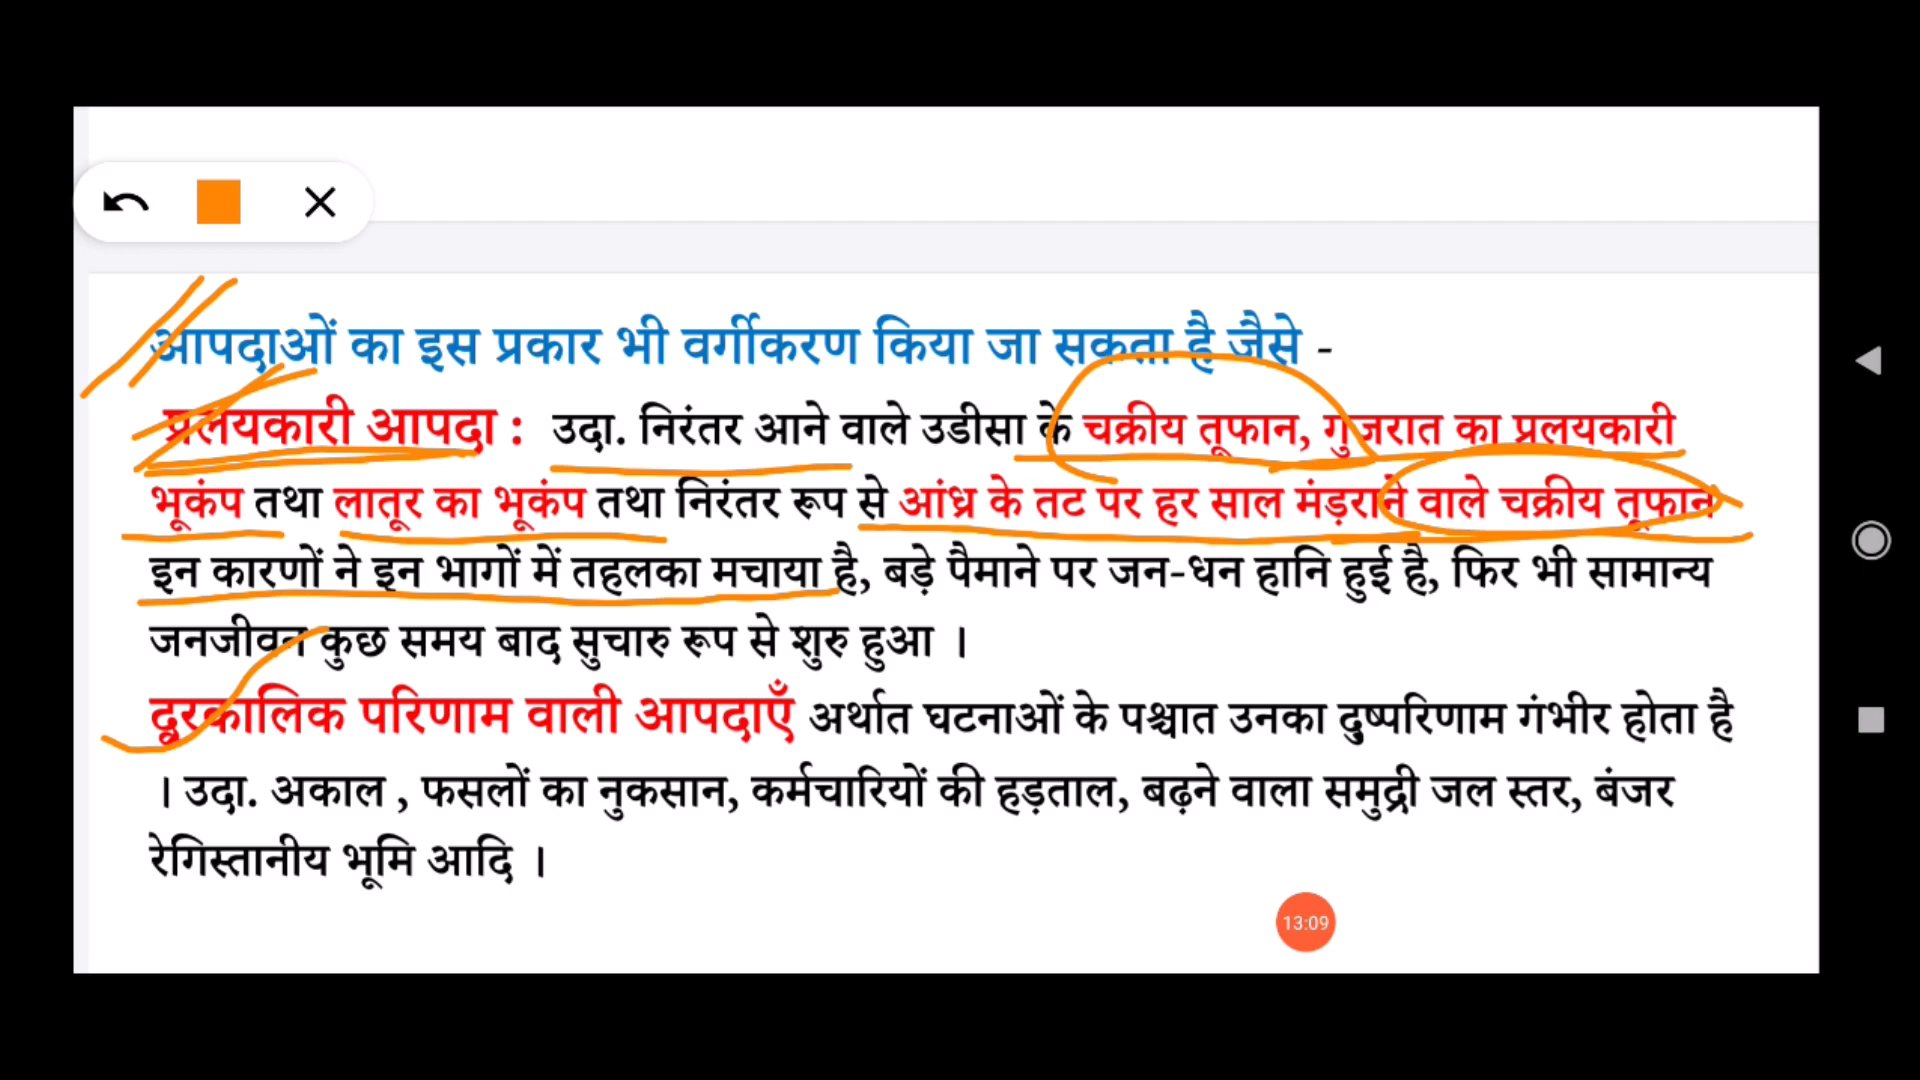 आपदाओं का इस प्रकार भी वर्गीकरण किया जा सकता है जैसे -
प्रलयकारी आपदा : उदा. निरंतर आने वाले उडीसा के चक्रीय तूफान, गुजरात का प्रलयकारी
भूकंप तथा लातूर का भूकंप तथा निरंतर रूप से आंध्र के तट पर हर साल मंड़राने वाले चक्रीय तूफान
इन कारणों ने इन भागों में तहलका मचाया है, बड़े पैमाने पर जन-धन हानि हुई है, फिर भी सामान्य
जनजीवन कुछ समय बाद सुचारु रूप से शुरु हुआ ।
दूरकालिक परिणाम वाली आपदाएँ अर्थात घटनाओं के पश्चात उनका दुष्परिणाम गंभीर होता है
। उदा. अकाल , फसलों का नुकसान, कर्मचारियों की हड़ताल, बढ़ने वाला समुद्री जल स्तर, बंजर
रेगिस्तानीय भूमि आदि ।
13:09